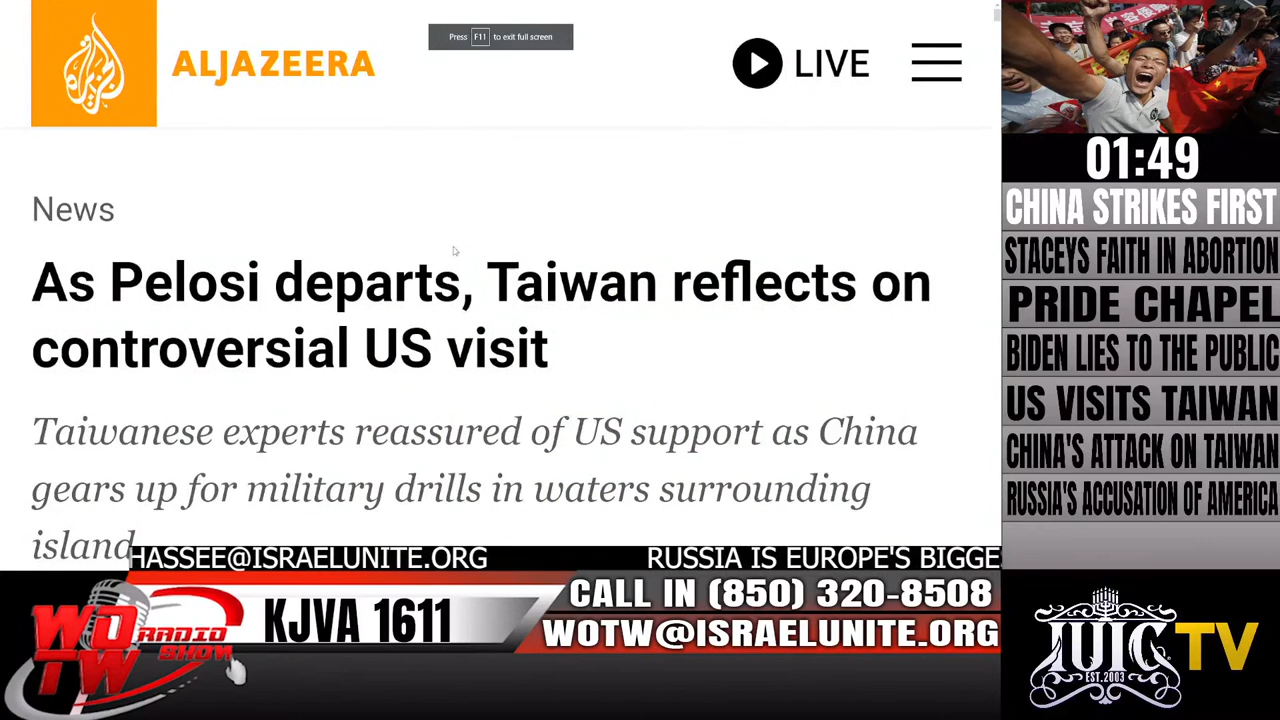 ALJAZEERA
Press F11 to exit full screen
LIVE
News
As Pelosi departs, Taiwan reflects on
controversial US visit
Taiwanese experts reassured of US support as China
gears up for military drills in waters surrounding
island
HASSEE@ISRAELUNITE.ORG RUSSIA IS EUROPE'S BIGGE
WOTW RADIO SHOW
KJVA 1611
CALL IN (850) 320-8508
WOTW@ISRAELUNITE.ORG
01:49
CHINA STRIKES FIRST
STACEYS FAITH IN ABORTION
PRIDE CHAPEL
BIDEN LIES TO THE PUBLIC
US VISITS TAIWAN
CHINA'S ATTACK ON TAIWAN
RUSSIA'S ACCUSATION OF AMERICA
IUIC TV
EST.2003